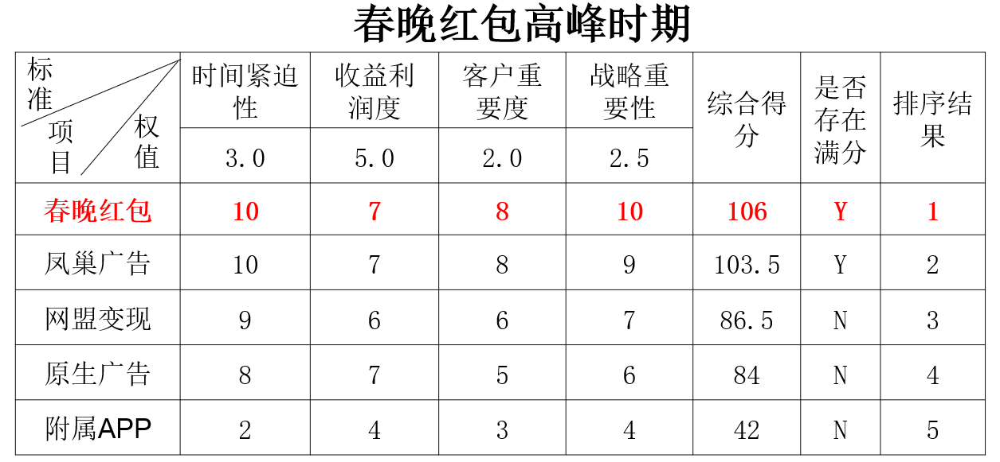 春晚红包高峰时期
标准
项目
权值
时间紧迫
性
收益利
润度
客户重
要度
战略重
要性
综合得
分
是否
存在
满分
排序结
果
3.0
5.0
2.0
2.5
春晚红包 10 7 8 10 106 Y 1
凤巢广告 10 7 8 9 103.5 Y 2
网盟变现 9 6 6 7 86.5 N 3
原生广告 8 7 5 6 84 N 4
附属APP 2 4 3 4 42 N 5